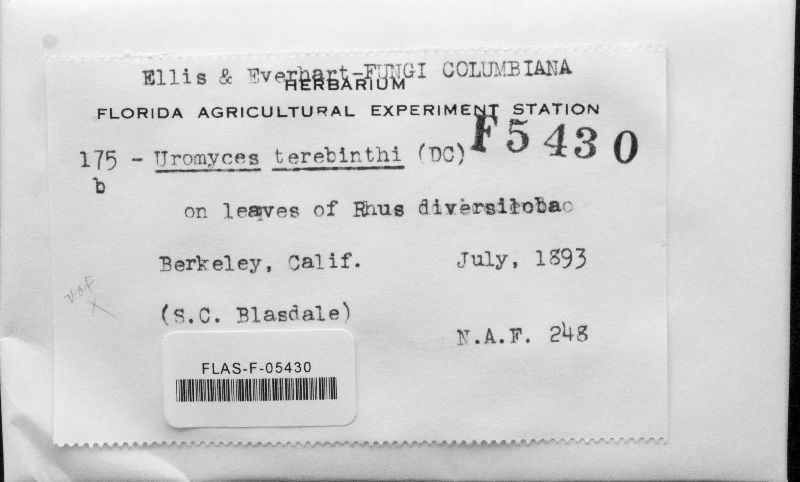 Ellis & Everhart-FUNGI COLUMBIANA
HERBARIUM
FLORIDA AGRICULTURAL EXPERIMENT STATION
F5430
175 - Uromyces terebinthi (DC)
b
on leaves of Rhus diversiloba
Berkeley, Calif. July, 1893
(S.C. Blasdale)
N.A.F. 248
FLAS-F-05430